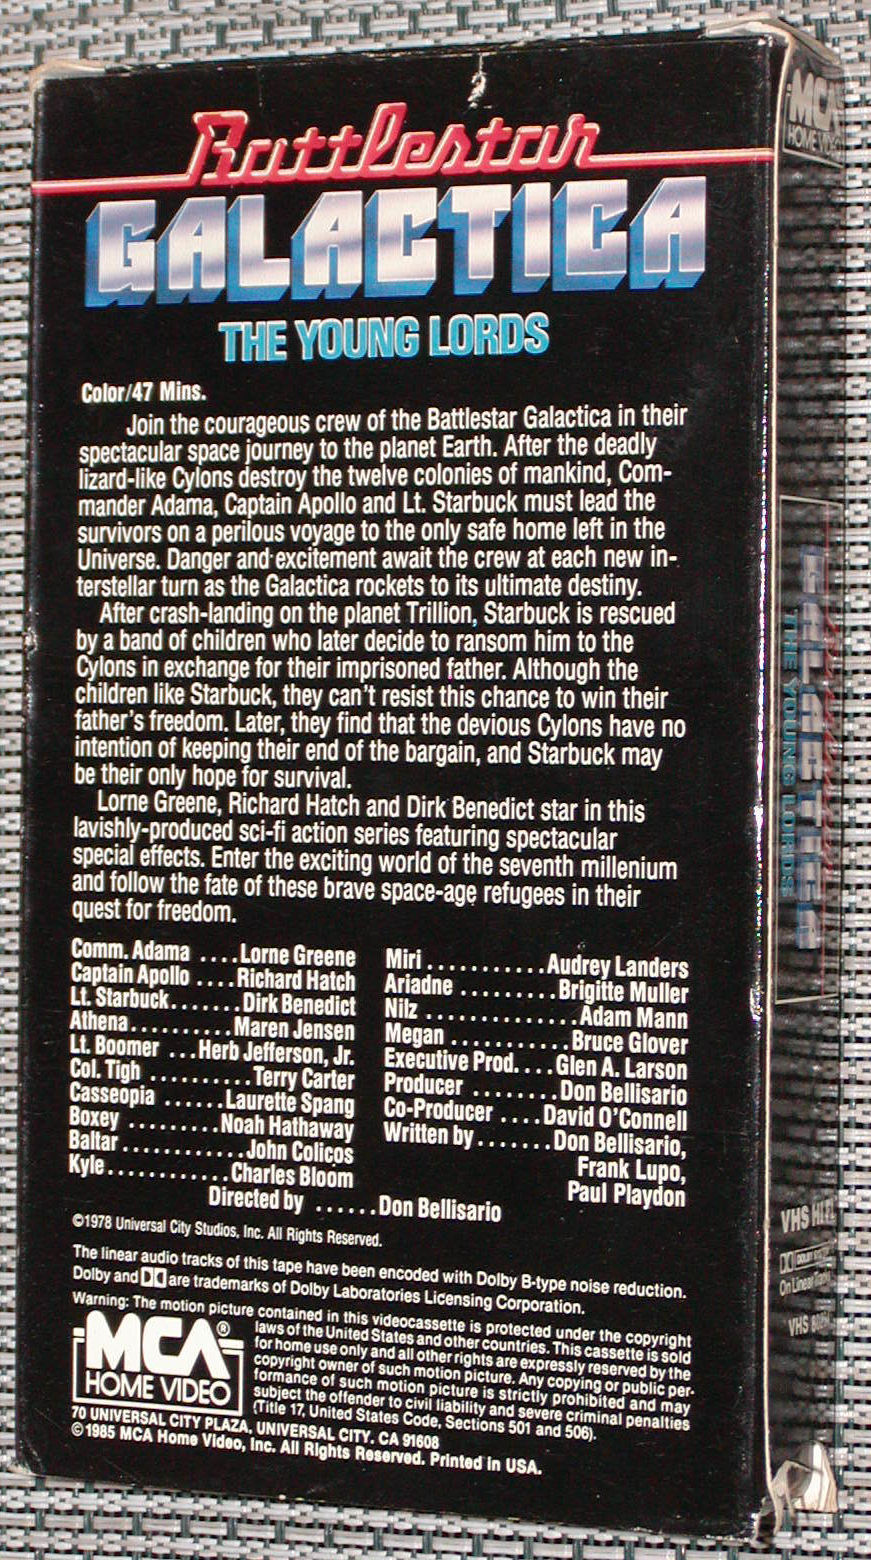 Battlestar
GALACTICA
THE YOUNG LORDS
Color/47 Mins.
Join the courageous crew of the Battlestar Galactica in their
spectacular space journey to the planet Earth. After the deadly
lizard-like Cylons destroy the twelve colonies of mankind, Com-
mander Adama, Captain Apollo and Lt. Starbuck must lead the
survivors on a perilous voyage to the only safe home left in the
Universe. Danger and excitement await the crew at each new in-
terstellar turn as the Galactica rockets to its ultimate destiny.
After crash-landing on the planet Trillion, Starbuck is rescued
by a band of children who later decide to ransom him to the
Cylons in exchange for their imprisoned father. Although the
children like Starbuck, they can't resist this chance to win their
father's freedom. Later, they find that the devious Cylons have no
intention of keeping their end of the bargain, and Starbuck may
be their only hope for survival.
Lorne Greene, Richard Hatch and Dirk Benedict star in this
lavishly-produced sci-fi action series featuring spectacular
special effects. Enter the exciting world of the seventh millenium
and follow the fate of these brave space-age refugees in their
quest for freedom.
Comm. Adama ....Lorne Greene
Captain Apollo ....Richard Hatch
Lt. Starbuck.......Dirk Benedict
Athena..........Maren Jensen
Lt. Boomer ...Herb Jefferson, Jr.
Col. Tigh ..........Terry Carter
Casseopia ......Laurette Spang
Boxey .........Noah Hathaway
Baltar ............John Colicos
Kyle............Charles Bloom
Miri ...........Audrey Landers
Ariadne .........Brigitte Muller
Nilz ..............Adam Mann
Megan ...........Bruce Glover
Executive Prod....Glen A. Larson
Producer ........Don Bellisario
Co-Producer ....David O'Connell
Written by.......Don Bellisario,
Frank Lupo,
Paul Playdon
Directed by ......Don Bellisario
©1978 Universal City Studios, Inc. All Rights Reserved.
The linear audio tracks of this tape have been encoded with Dolby B-type noise reduction.
Dolby and DD are trademarks of Dolby Laboratories Licensing Corporation.
Warning: The motion picture contained in this videocassette is protected under the copyright
laws of the United States and other countries. This cassette is sold
for home use only and all other rights are expressly reserved by the
copyright owner of such motion picture. Any copying or public per-
formance of such motion picture is strictly prohibited and may
subject the offender to civil liability and severe criminal penalties
(Title 17, United States Code, Sections 501 and 506).
MCA®
HOME VIDEO
70 UNIVERSAL CITY PLAZA, UNIVERSAL CITY, CA 91608
©1985 MCA Home Video, Inc. All Rights Reserved. Printed in USA.
MCA
HOME VIDEO
GALACTICA
THE YOUNG LORDS
VHS HI-FI
On Linear
VHS